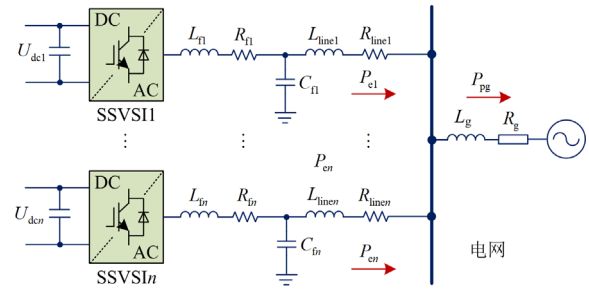 DC
AC
U_dc1
SSVSI1
L_f1
R_f1
C_f1
L_line1
R_line1
P_e1
P_pg
L_g
R_g
⋮ ⋮ ⋮
P_en
DC
AC
U_dcn
SSVSIn
L_fn
R_fn
C_fn
L_linen
R_linen
P_en
电网